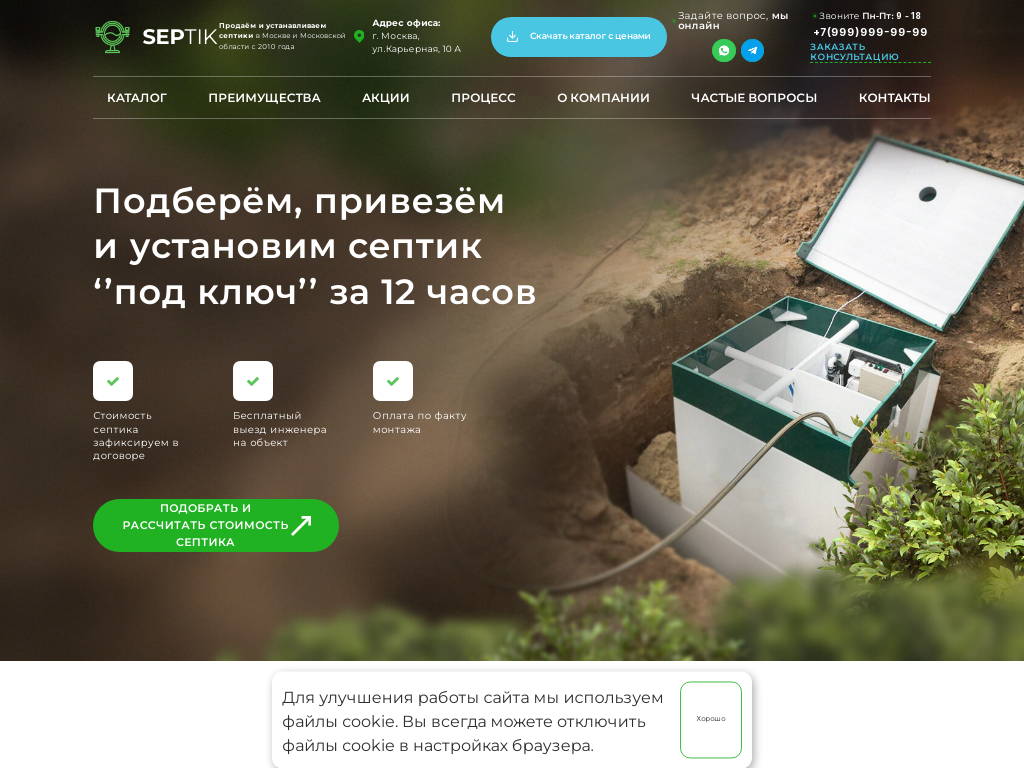 SEPTIK
Продаём и устанавливаем
септики в Москве и Московской
области с 2010 года
Адрес офиса:
г. Москва,
ул.Карьерная, 10 А
Скачать каталог с ценами
Задайте вопрос, мы
онлайн
Звоните Пн-Пт: 9 - 18
+7(999)999-99-99
ЗАКАЗАТЬ
КОНСУЛЬТАЦИЮ
КАТАЛОГ ПРЕИМУЩЕСТВА АКЦИИ ПРОЦЕСС О КОМПАНИИ ЧАСТЫЕ ВОПРОСЫ КОНТАКТЫ
Подберём, привезём
и установим септик
‘’под ключ’’ за 12 часов
Стоимость
септика
зафиксируем в
договоре
Бесплатный
выезд инженера
на объект
Оплата по факту
монтажа
ПОДОБРАТЬ И
РАССЧИТАТЬ СТОИМОСТЬ
СЕПТИКА
Для улучшения работы сайта мы используем
файлы cookie. Вы всегда можете отключить
файлы cookie в настройках браузера.
Хорошо